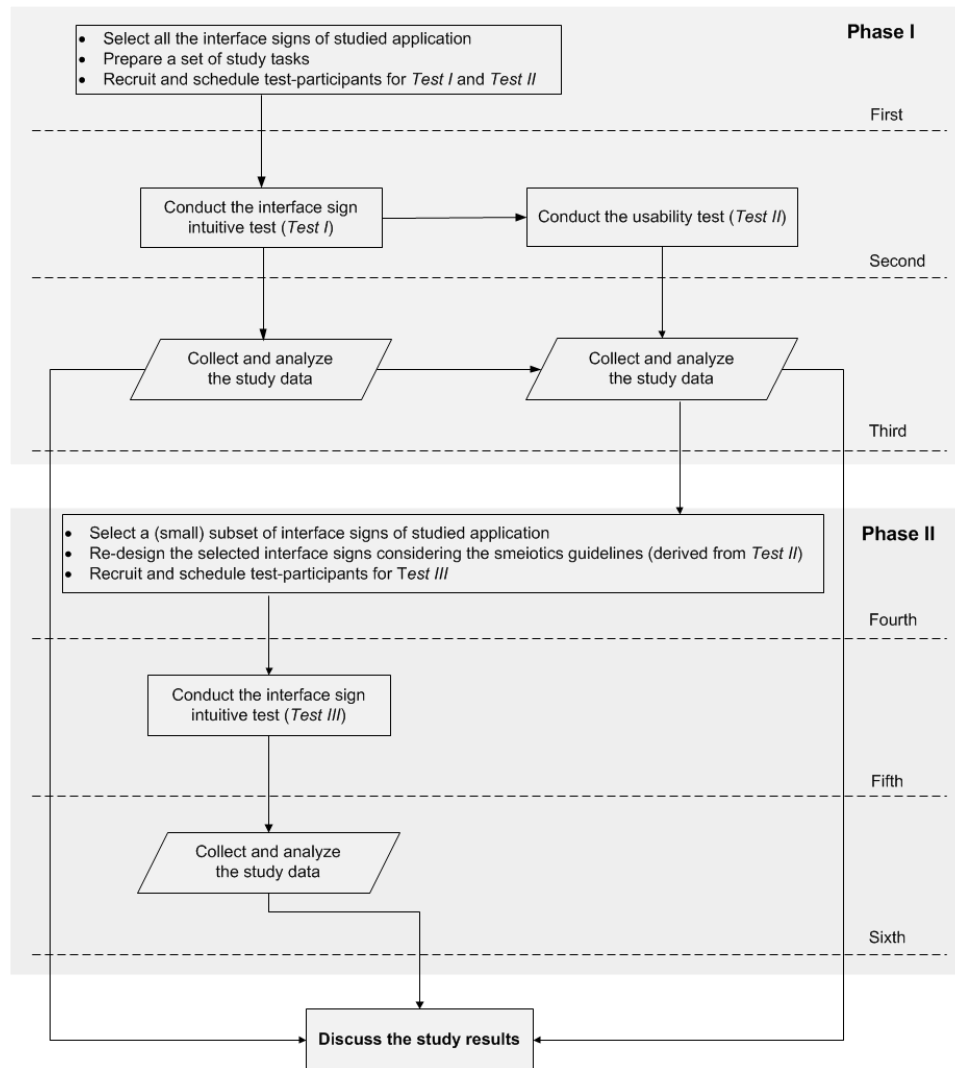 Phase I
• Select all the interface signs of studied application
• Prepare a set of study tasks
• Recruit and schedule test-participants for Test I and Test II
First
Conduct the interface sign
intuitive test (Test I)
Conduct the usability test (Test II)
Second
Collect and analyze
the study data
Collect and analyze
the study data
Third
Phase II
• Select a (small) subset of interface signs of studied application
• Re-design the selected interface signs considering the smeiotics guidelines (derived from Test II)
• Recruit and schedule test-participants for Test III
Fourth
Conduct the interface sign
intuitive test (Test III)
Fifth
Collect and analyze
the study data
Sixth
Discuss the study results